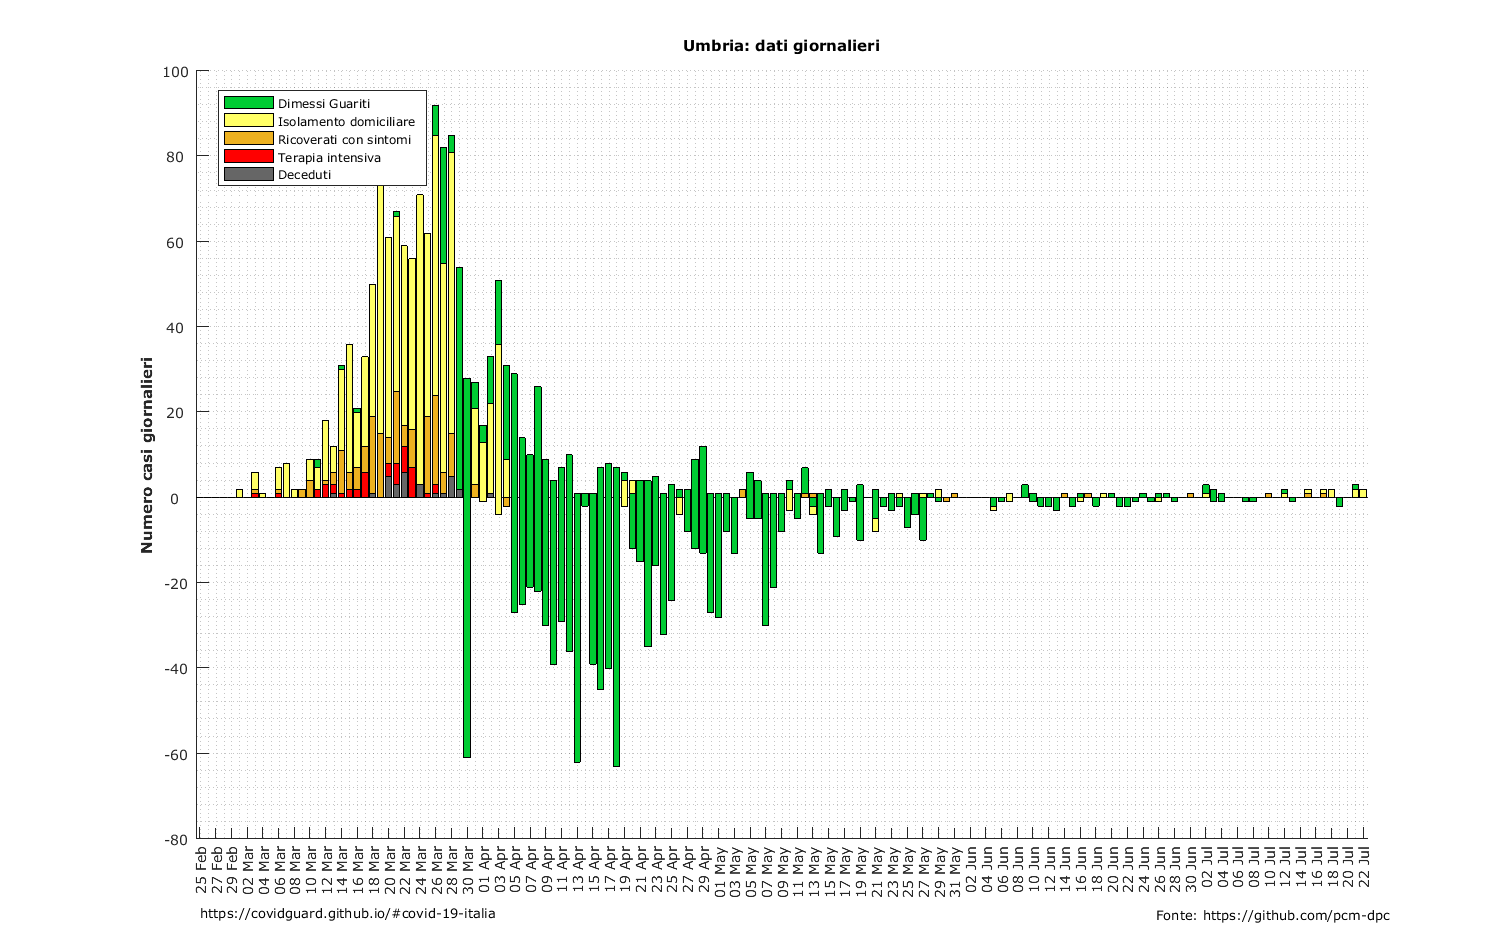 Umbria: dati giornalieri
100
80
60
40
20
0
-20
-40
-60
-80
Numero casi giornalieri
Dimessi Guariti
Isolamento domiciliare
Ricoverati con sintomi
Terapia intensiva
Deceduti
25 Feb
27 Feb
29 Feb
02 Mar
04 Mar
06 Mar
08 Mar
10 Mar
12 Mar
14 Mar
16 Mar
18 Mar
20 Mar
22 Mar
24 Mar
26 Mar
28 Mar
30 Mar
01 Apr
03 Apr
05 Apr
07 Apr
09 Apr
11 Apr
13 Apr
15 Apr
17 Apr
19 Apr
21 Apr
23 Apr
25 Apr
27 Apr
29 Apr
01 May
03 May
05 May
07 May
09 May
11 May
13 May
15 May
17 May
19 May
21 May
23 May
25 May
27 May
29 May
31 May
02 Jun
04 Jun
06 Jun
08 Jun
10 Jun
12 Jun
14 Jun
16 Jun
18 Jun
20 Jun
22 Jun
24 Jun
26 Jun
28 Jun
30 Jun
02 Jul
04 Jul
06 Jul
08 Jul
10 Jul
12 Jul
14 Jul
16 Jul
18 Jul
20 Jul
22 Jul
https://covidguard.github.io/#covid-19-italia
Fonte: https://github.com/pcm-dpc